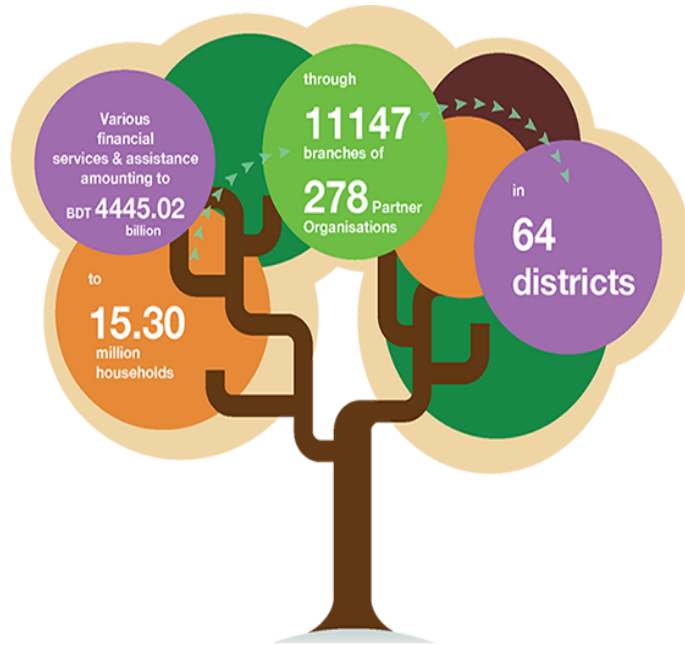 Various
financial
services & assistance
amounting to
BDT 4445.02
billion
to
15.30
million
households
through
11147
branches of
278 Partner
Organisations
in
64
districts